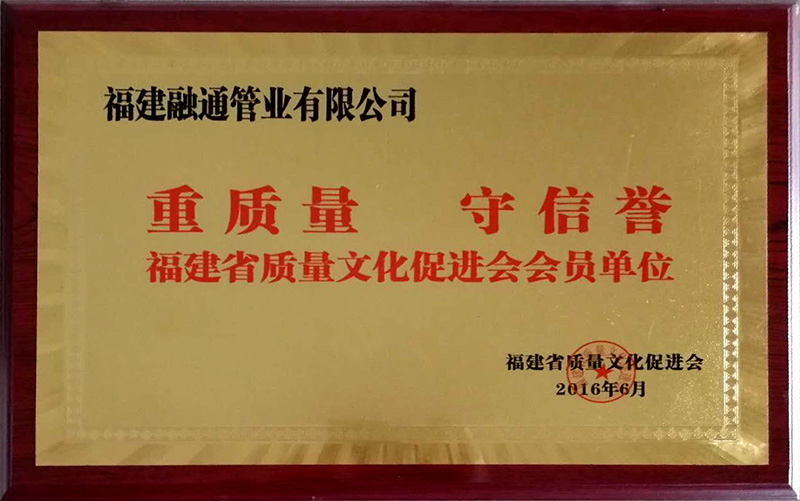 福建融通管业有限公司
重质量 守信誉
福建省质量文化促进会会员单位
福建省质量文化促进会
2016年6月